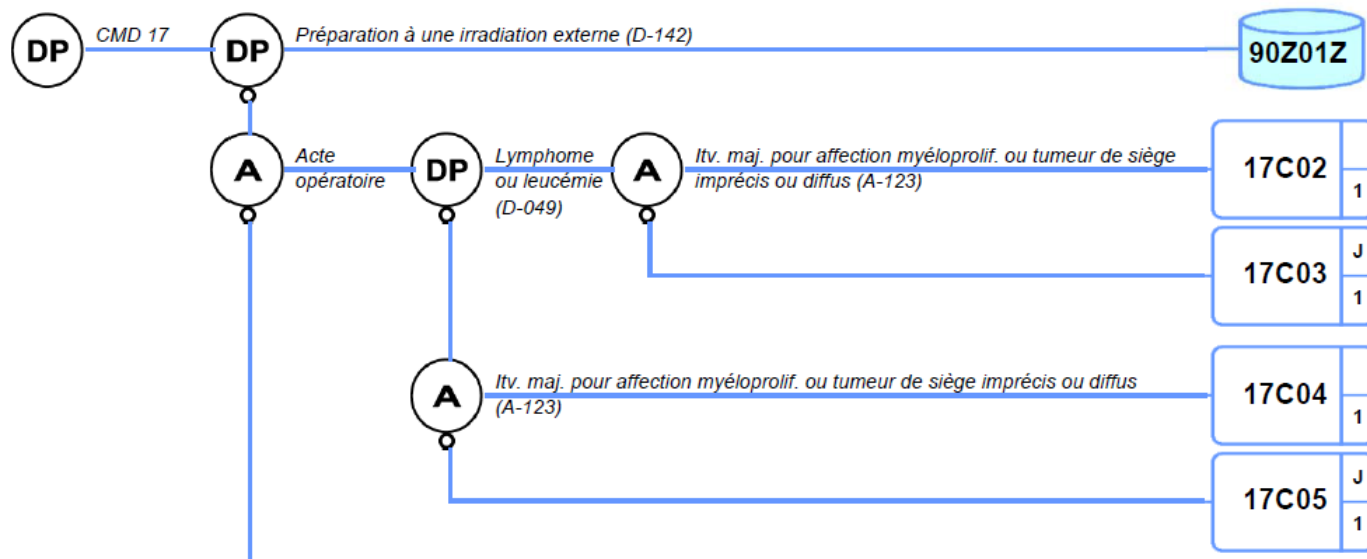 DP CMD 17 DP Préparation à une irradiation externe (D-142) 90Z01Z
A Acte
opératoire
DP Lymphome
ou leucémie
(D-049)
A Itv. maj. pour affection myéloprolif. ou tumeur de siège
imprécis ou diffus (A-123)
17C02
1
17C03
J
1
A Itv. maj. pour affection myéloprolif. ou tumeur de siège imprécis ou diffus
(A-123)
17C04
1
17C05
J
1